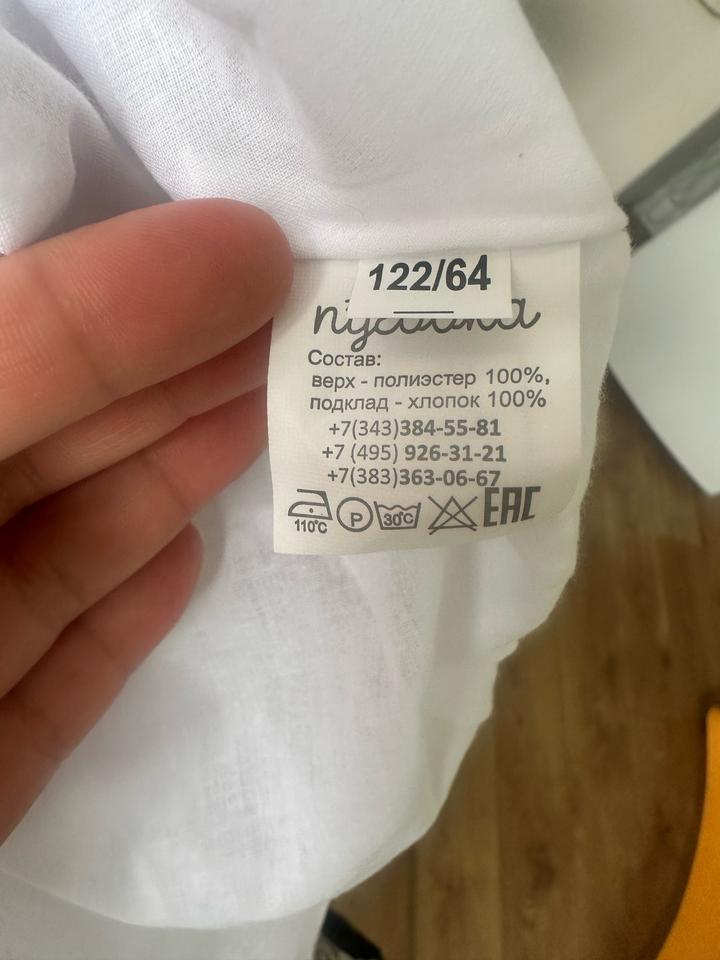 122/64
Состав:
верх - полиэстер 100%,
подклад - хлопок 100%
+7(343)384-55-81
+7 (495) 926-31-21
+7(383)363-06-67
110°C
P
30°C
ЕАС